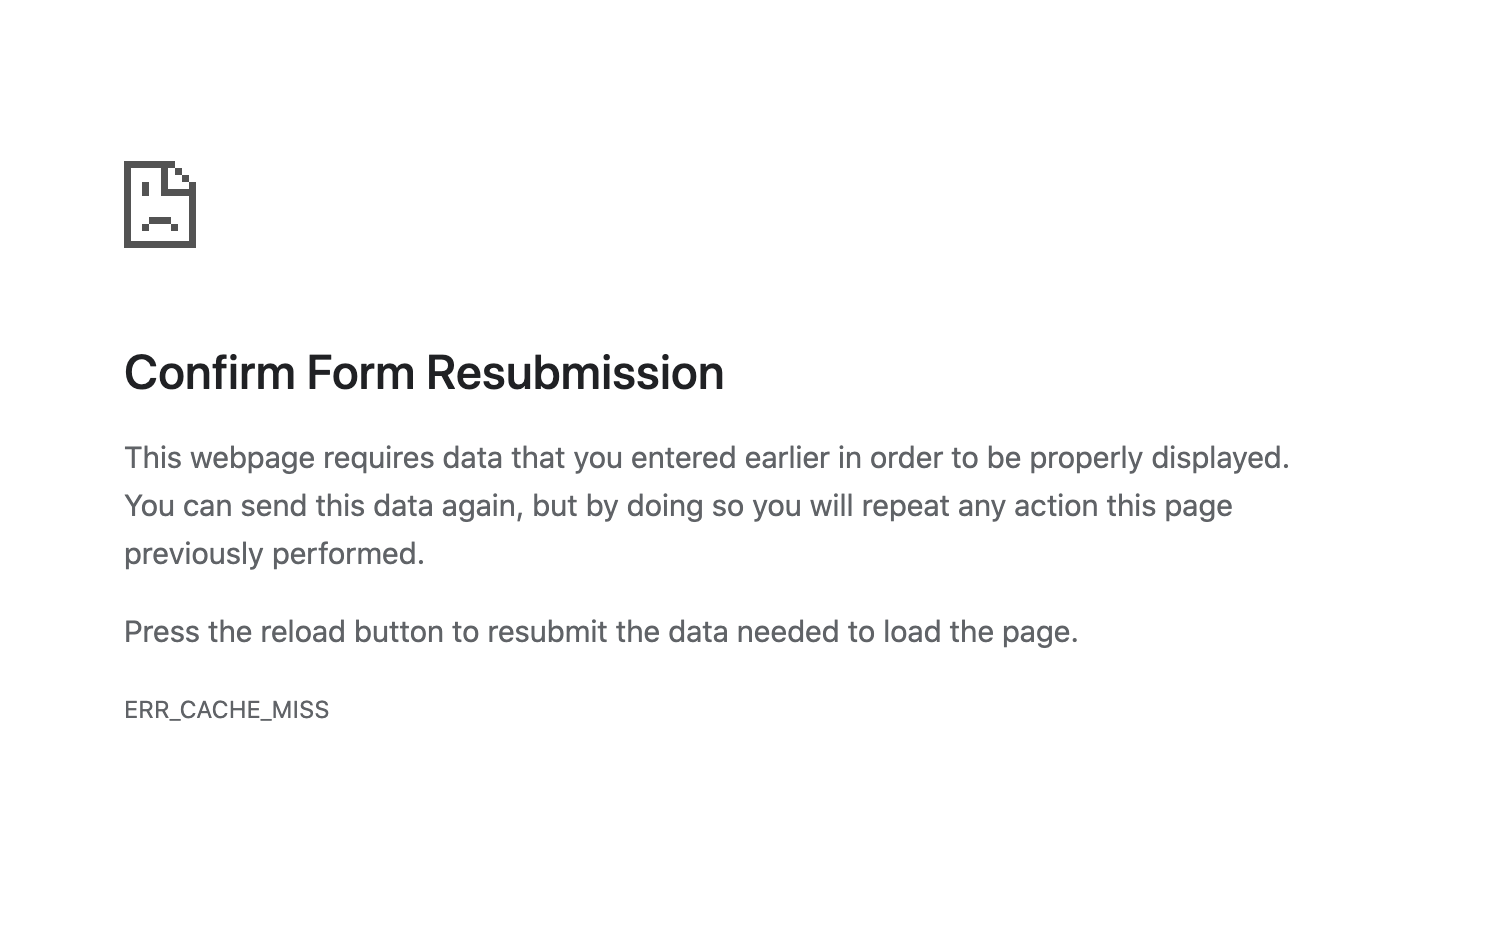 Confirm Form Resubmission
This webpage requires data that you entered earlier in order to be properly displayed.
You can send this data again, but by doing so you will repeat any action this page
previously performed.
Press the reload button to resubmit the data needed to load the page.
ERR_CACHE_MISS